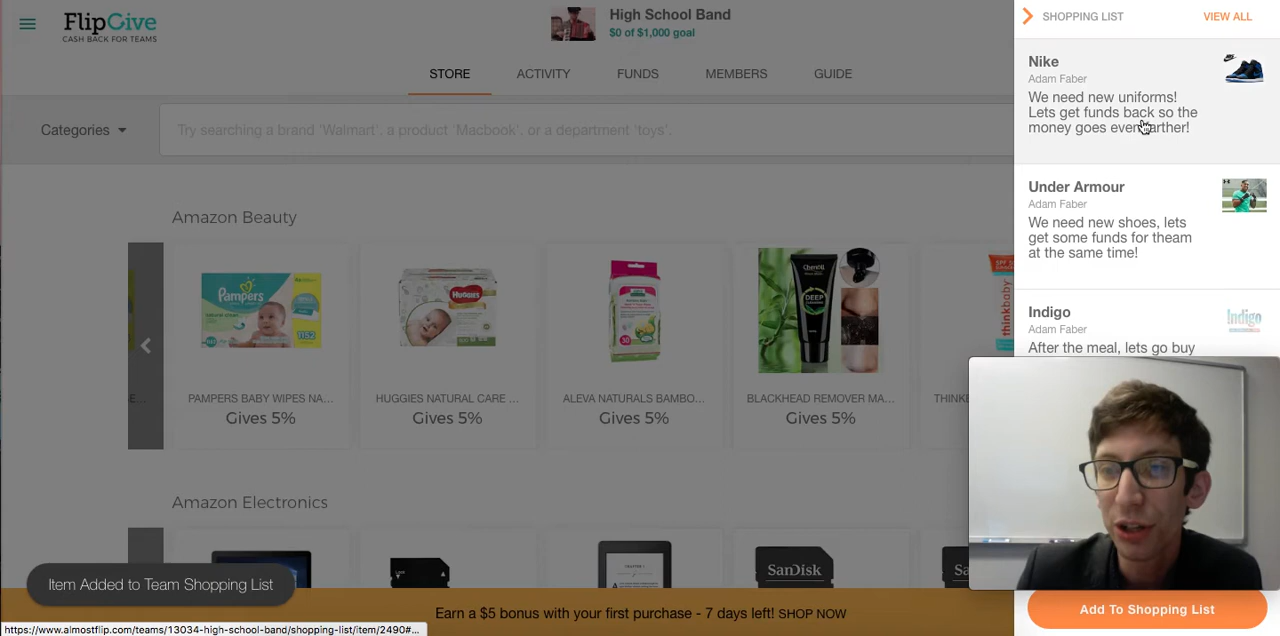 FlipGive
CASH BACK FOR TEAMS
High School Band
$0 of $1,000 goal
STORE ACTIVITY FUNDS MEMBERS GUIDE
Categories
Try searching a brand 'Walmart', a product 'Macbook', or a department 'toys'.
Amazon Beauty
Pampers
1152
HUGGIES
DEEP
thinkbaby
PAMPERS BABY WIPES NA...
Gives 5%
HUGGIES NATURAL CARE ...
Gives 5%
ALEVA NATURALS BAMBO...
Gives 5%
BLACKHEAD REMOVER MA...
Gives 5%
Amazon Electronics
SanDisk
Item Added to Team Shopping List
Earn a $5 bonus with your first purchase - 7 days left! SHOP NOW
https://www.almostflip.com/teams/13034-high-school-band/shopping-list/item/2490#...
SHOPPING LIST
VIEW ALL
Nike
Adam Faber
We need new uniforms!
Lets get funds back so the
money goes even farther!
Under Armour
Adam Faber
We need new shoes, lets
get some funds for theam
at the same time!
Indigo
Adam Faber
Indigo
After the meal, lets go buy
Add To Shopping List